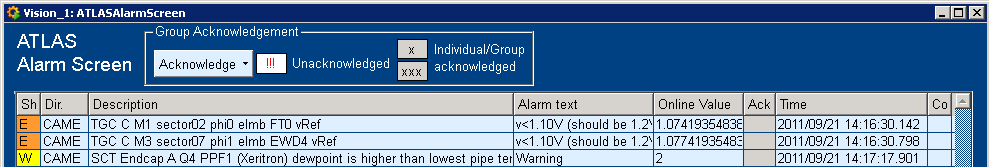 Vision_1: ATLASAlarmScreen
ATLAS
Alarm Screen
Group Acknowledgement
Acknowledge
!!!
Unacknowledged
x
xxx
Individual/Group
acknowledged
Sh Dir. Description Alarm text Online Value Ack Time Co
E CAME TGC C M1 sector02 phi0 elmb FT0 vRef v<1.10V (should be 1.2V 1.07419354838 2011/09/21 14:16:30.142
E CAME TGC C M3 sector07 phi1 elmb EWD4 vRef v<1.10V (should be 1.2V 1.07741935483 2011/09/21 14:16:30.798
W CAME SCT Endcap A Q4 PPF1 (Xeritron) dewpoint is higher than lowest pipe ter Warning 2 2011/09/21 14:17:17.901